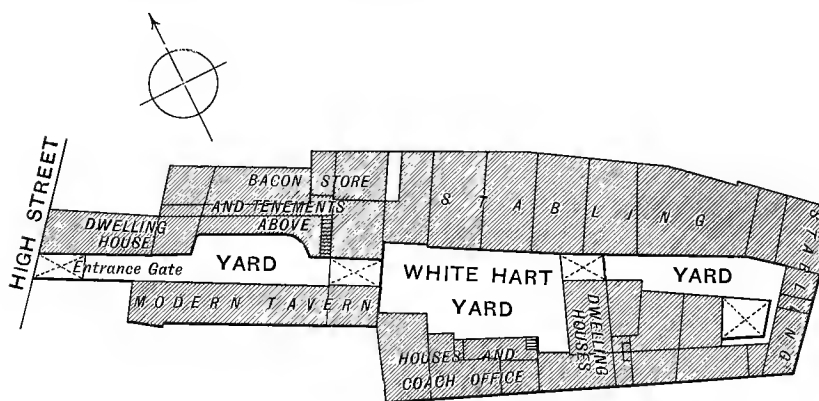 HIGH STREET
DWELLING
HOUSE
Entrance Gate
BACON STORE
AND TENEMENTS
ABOVE
YARD
MODERN TAVERN
STABLING
WHITE HART
YARD
HOUSES AND
COACH OFFICE
DWELLING
HOUSES
YARD
STABLING